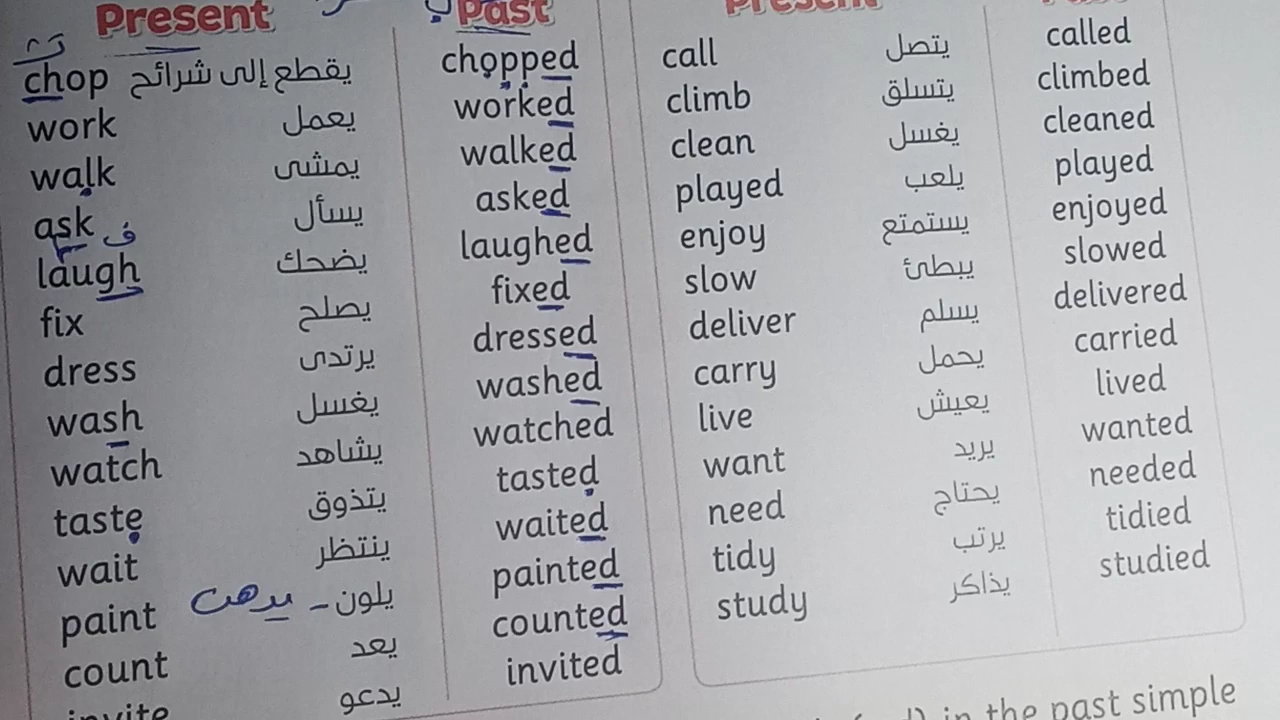 Present Past
chop يقطع إلى شرائح chopped
work يعمل worked
walk يمشى walked
ask يسأل asked
ف
laugh يضحك laughed
fix يصلح fixed
dress يرتدى dressed
wash يغسل washed
watch يشاهد watched
taste يتذوق tasted
wait ينتظر waited
paint يلون - يدهن painted
count يعد counted
invite يدعو invited
Present Past
call يتصل called
climb يتسلق climbed
clean يغسل cleaned
played يلعب played
enjoy يستمتع enjoyed
slow يبطئ slowed
deliver يسلم delivered
carry يحمل carried
live يعيش lived
want يريد wanted
need يحتاج needed
tidy يرتب tidied
study يذاكر studied
in the past simple